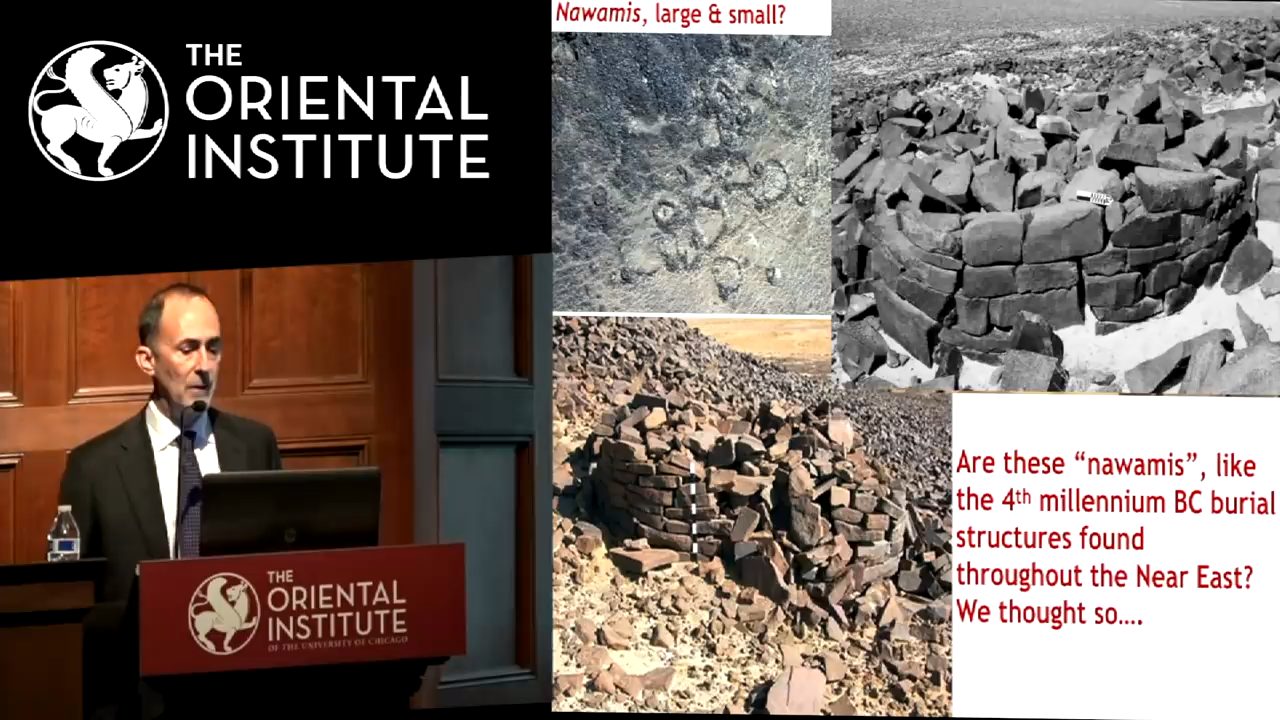 THE
ORIENTAL
INSTITUTE
Nawamis, large & small?
Are these “nawamis”, like
the 4th millennium BC burial
structures found
throughout the Near East?
We thought so….
THE
ORIENTAL
INSTITUTE
OF THE UNIVERSITY OF CHICAGO